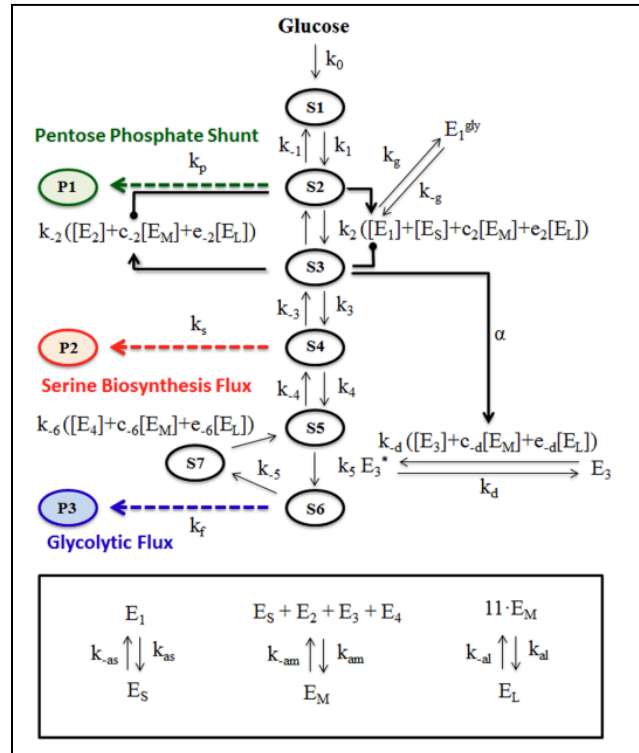 Glucose
k0
S1
k-1 k1
Pentose Phosphate Shunt
E1^gly
kp
kg
k-g
P1
S2
k-2([E2]+c-2[EM]+e-2[EL])
k2([E1]+[ES]+c2[EM]+e2[EL])
S3
k-3 k3
ks
α
P2
S4
Serine Biosynthesis Flux
k-4 k4
k-6([E4]+c-6[EM]+e-6[EL])
S5
k-d([E3]+c-d[EM]+e-d[EL])
S7
k-5
k5
E3*
E3
kd
P3
S6
kf
Glycolytic Flux
E1
ES + E2 + E3 + E4
11·EM
k-as kas
k-am kam
k-al kal
ES
EM
EL